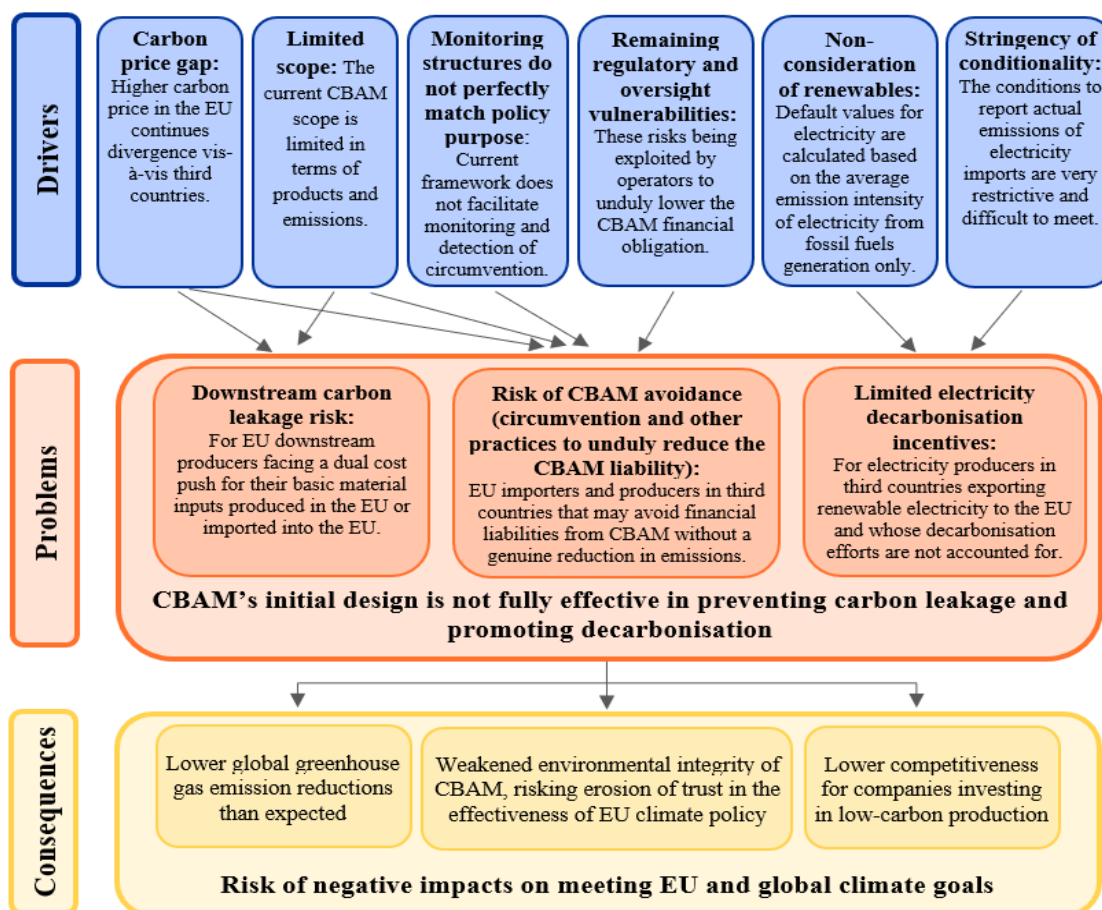 Drivers
Carbon
price gap:
Higher carbon
price in the EU
continues
divergence vis-
à-vis third
countries.
Limited
scope: The
current CBAM
scope is
limited in
terms of
products and
emissions.
Monitoring
structures do
not perfectly
match policy
purpose:
Current
framework does
not facilitate
monitoring and
detection of
circumvention.
Remaining
regulatory and
oversight
vulnerabilities:
These risks being
exploited by
operators to
unduly lower the
CBAM financial
obligation.
Non-
consideration
of renewables:
Default values for
electricity are
calculated based
on the average
emission intensity
of electricity from
fossil fuels
generation only.
Stringency of
conditionality:
The conditions to
report actual
emissions of
electricity
imports are very
restrictive and
difficult to meet.
Problems
Downstream carbon
leakage risk:
For EU downstream
producers facing a dual cost
push for their basic material
inputs produced in the EU or
imported into the EU.
Risk of CBAM avoidance
(circumvention and other
practices to unduly reduce the
CBAM liability):
EU importers and producers in third
countries that may avoid financial
liabilities from CBAM without a
genuine reduction in emissions.
Limited electricity
decarbonisation
incentives:
For electricity producers in
third countries exporting
renewable electricity to the EU
and whose decarbonisation
efforts are not accounted for.
CBAM’s initial design is not fully effective in preventing carbon leakage and
promoting decarbonisation
Consequences
Lower global greenhouse
gas emission reductions
than expected
Weakened environmental integrity of
CBAM, risking erosion of trust in the
effectiveness of EU climate policy
Lower competitiveness
for companies investing
in low-carbon production
Risk of negative impacts on meeting EU and global climate goals